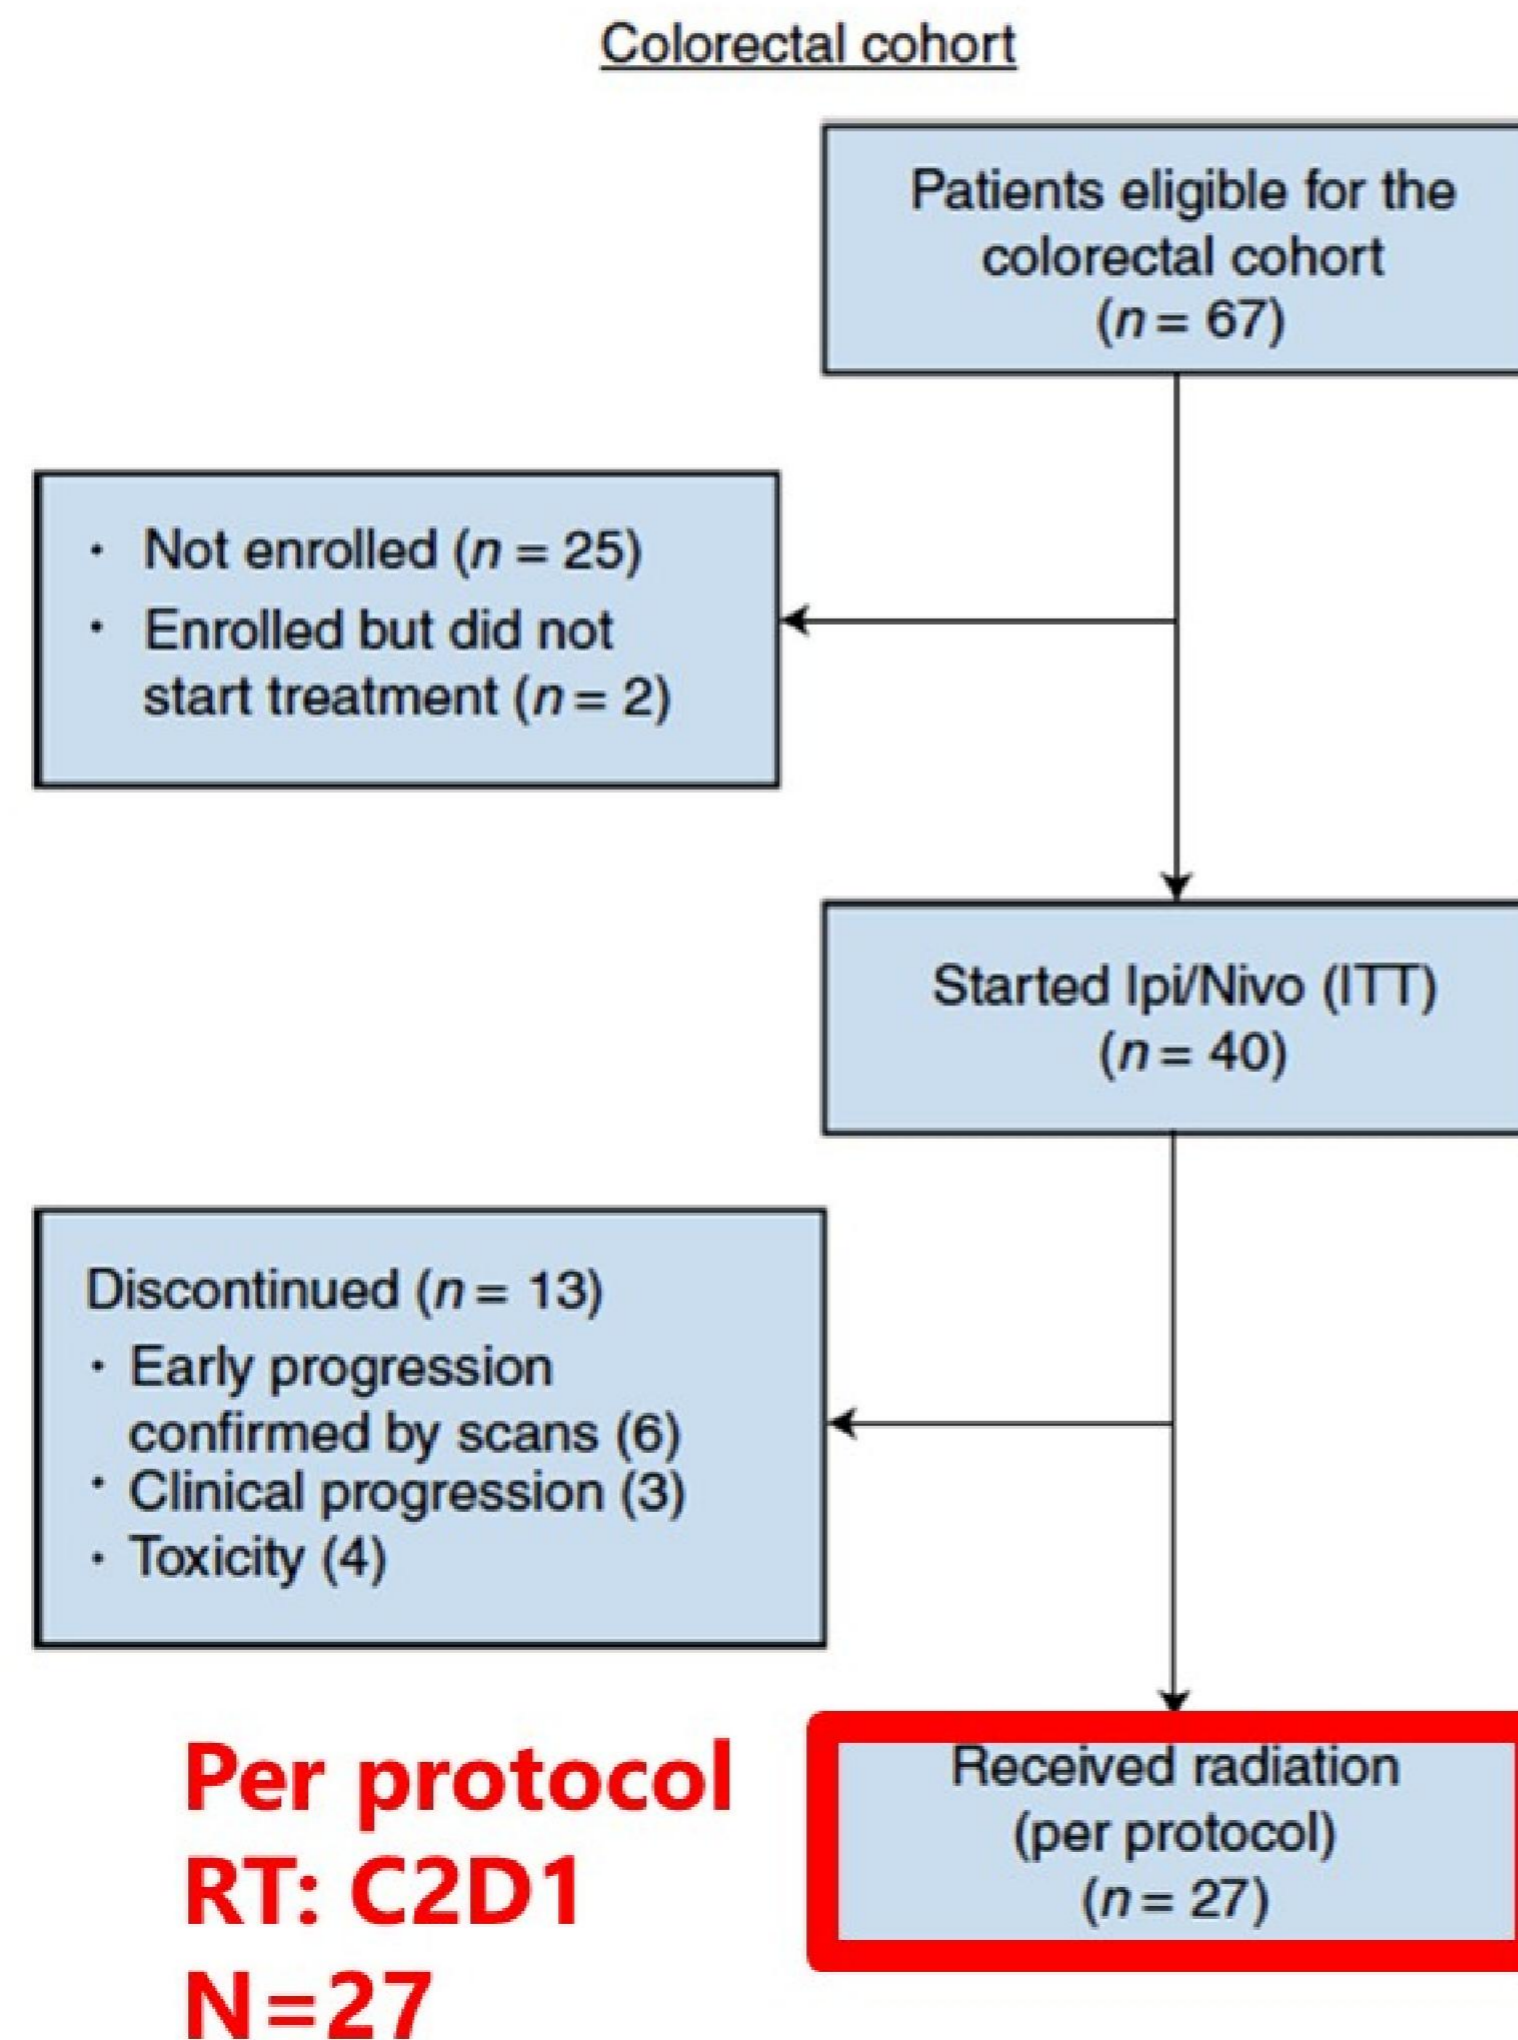 Colorectal cohort
Patients eligible for the
colorectal cohort
(n = 67)
· Not enrolled (n = 25)
· Enrolled but did not
start treatment (n = 2)
Started Ipi/Nivo (ITT)
(n = 40)
Discontinued (n = 13)
· Early progression
confirmed by scans (6)
· Clinical progression (3)
· Toxicity (4)
Received radiation
(per protocol)
(n = 27)
Per protocol
RT: C2D1
N=27